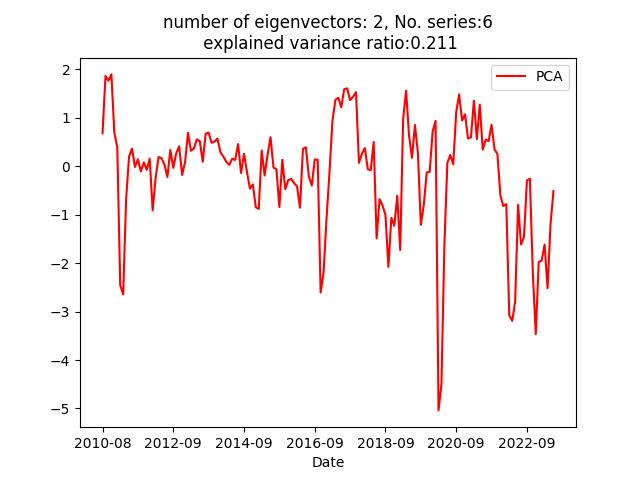 number of eigenvectors: 2, No. series:6
explained variance ratio:0.211
PCA
2
1
0
−1
−2
−3
−4
−5
2010-08 2012-09 2014-09 2016-09 2018-09 2020-09 2022-09
Date